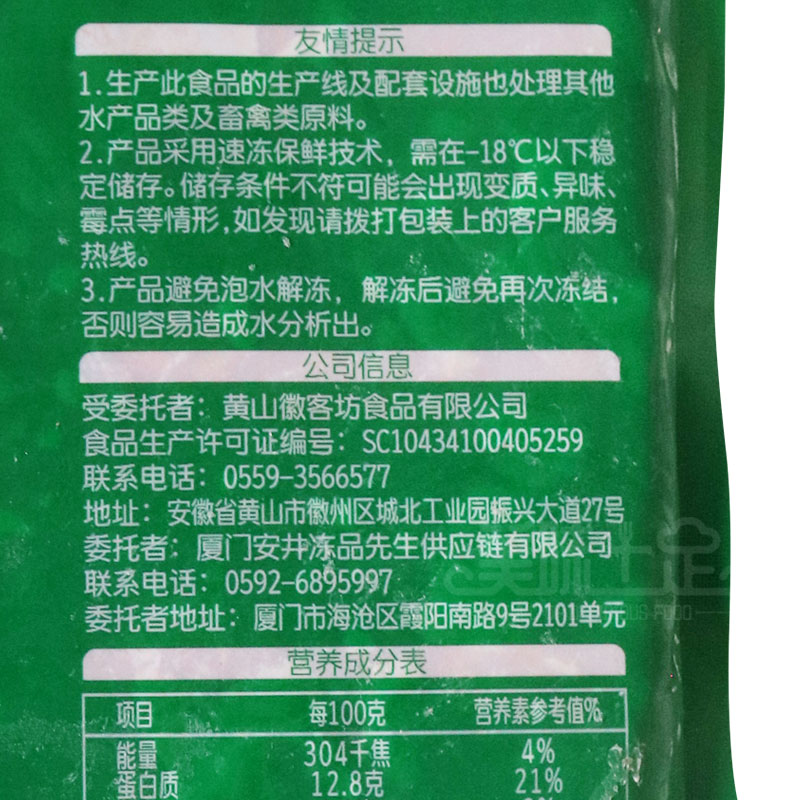 友情提示
1.生产此食品的生产线及配套设施也处理其他
水产品类及畜禽类原料。
2.产品采用速冻保鲜技术，需在-18℃以下稳
定储存。储存条件不符可能会出现变质、异味、
霉点等情形,如发现请拨打包装上的客户服务
热线。
3.产品避免泡水解冻，解冻后避免再次冻结，
否则容易造成水分析出。
公司信息
受委托者：黄山徽客坊食品有限公司
食品生产许可证编号：SC10434100405259
联系电话：0559-3566577
地址：安徽省黄山市徽州区城北工业园振兴大道27号
委托者：厦门安井冻品先生供应链有限公司
联系电话：0592-6895997
委托者地址：厦门市海沧区霞阳南路9号2101单元
营养成分表
项目 每100克 营养素参考值%
能量 304千焦 4%
蛋白质 12.8克 21%